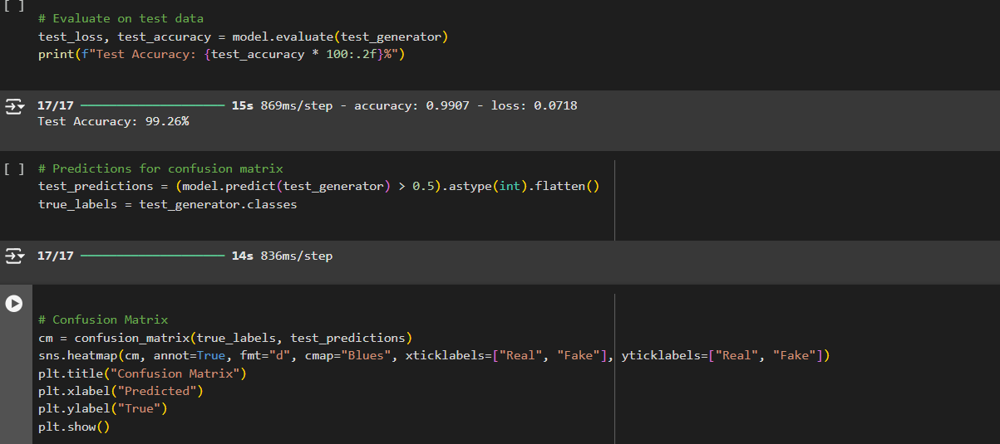 [ ]
# Evaluate on test data
test_loss, test_accuracy = model.evaluate(test_generator)
print(f"Test Accuracy: {test_accuracy * 100:.2f}%")
17/17 ━━━━━━━━━━━━━━━━━━━━ 15s 869ms/step - accuracy: 0.9907 - loss: 0.0718
Test Accuracy: 99.26%
[ ] # Predictions for confusion matrix
test_predictions = (model.predict(test_generator) > 0.5).astype(int).flatten()
true_labels = test_generator.classes
17/17 ━━━━━━━━━━━━━━━━━━━━ 14s 836ms/step
# Confusion Matrix
cm = confusion_matrix(true_labels, test_predictions)
sns.heatmap(cm, annot=True, fmt="d", cmap="Blues", xticklabels=["Real", "Fake"], yticklabels=["Real", "Fake"])
plt.title("Confusion Matrix")
plt.xlabel("Predicted")
plt.ylabel("True")
plt.show()